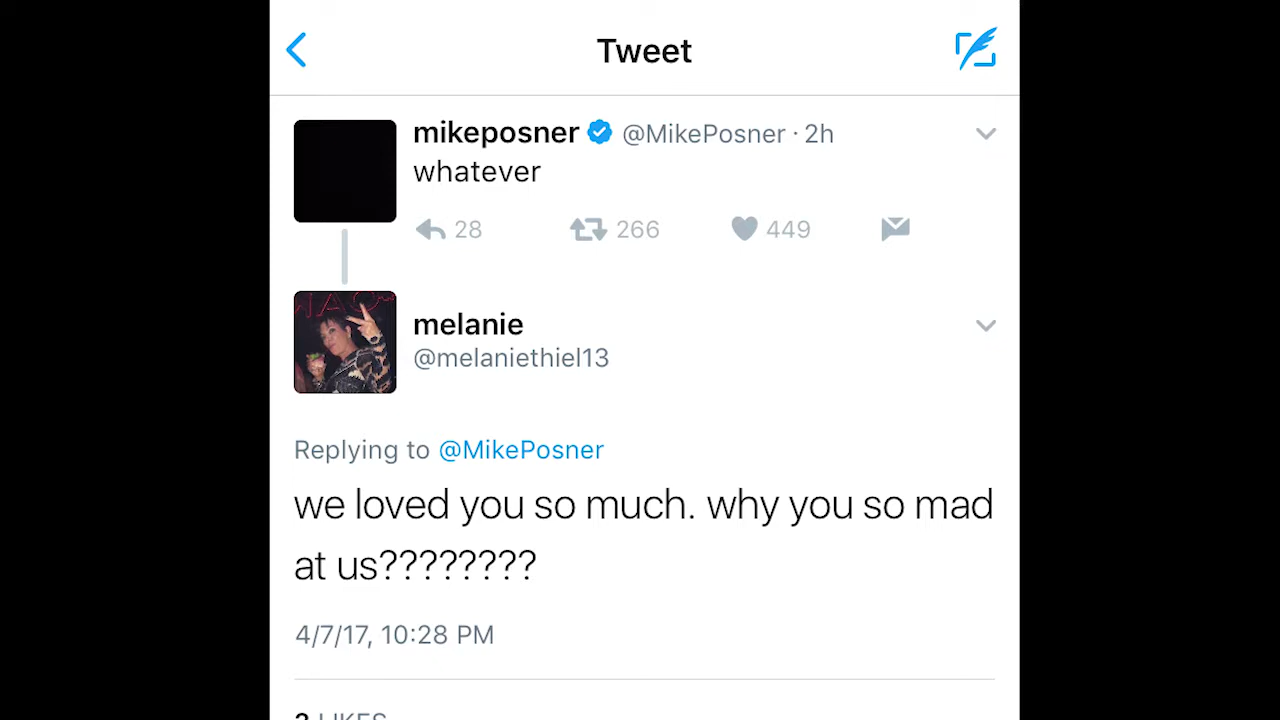 Tweet
mikeposner @MikePosner · 2h
whatever
28 266 449
melanie
@melaniethiel13
Replying to @MikePosner
we loved you so much. why you so mad
at us????????
4/7/17, 10:28 PM
LIKES